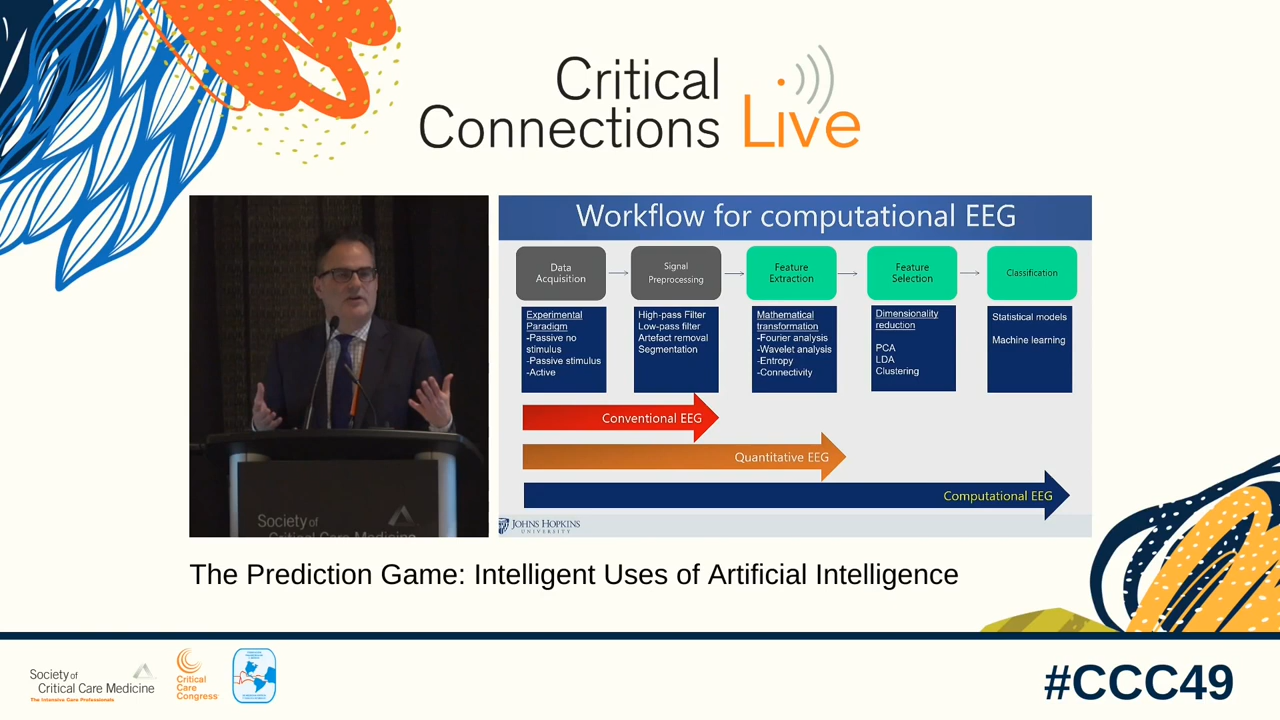 Critical
Connections Live
Workflow for computational EEG
Data
Acquisition
Signal
Preprocessing
Feature
Extraction
Feature
Selection
Classification
Experimental
Paradigm
-Passive no
stimulus
-Passive stimulus
-Active
High-pass Filter
Low-pass filter
Artefact removal
Segmentation
Mathematical
transformation
-Fourier analysis
-Wavelet analysis
-Entropy
-Connectivity
Dimensionality
reduction
PCA
LDA
Clustering
Statistical models
Machine learning
Conventional EEG
Quantitative EEG
Computational EEG
JOHNS HOPKINS
UNIVERSITY
Society of
Critical Care Medicine
The Prediction Game: Intelligent Uses of Artificial Intelligence
Society of
Critical Care Medicine
The Intensive Care Professionals
Critical
Care
Congress
#CCC49